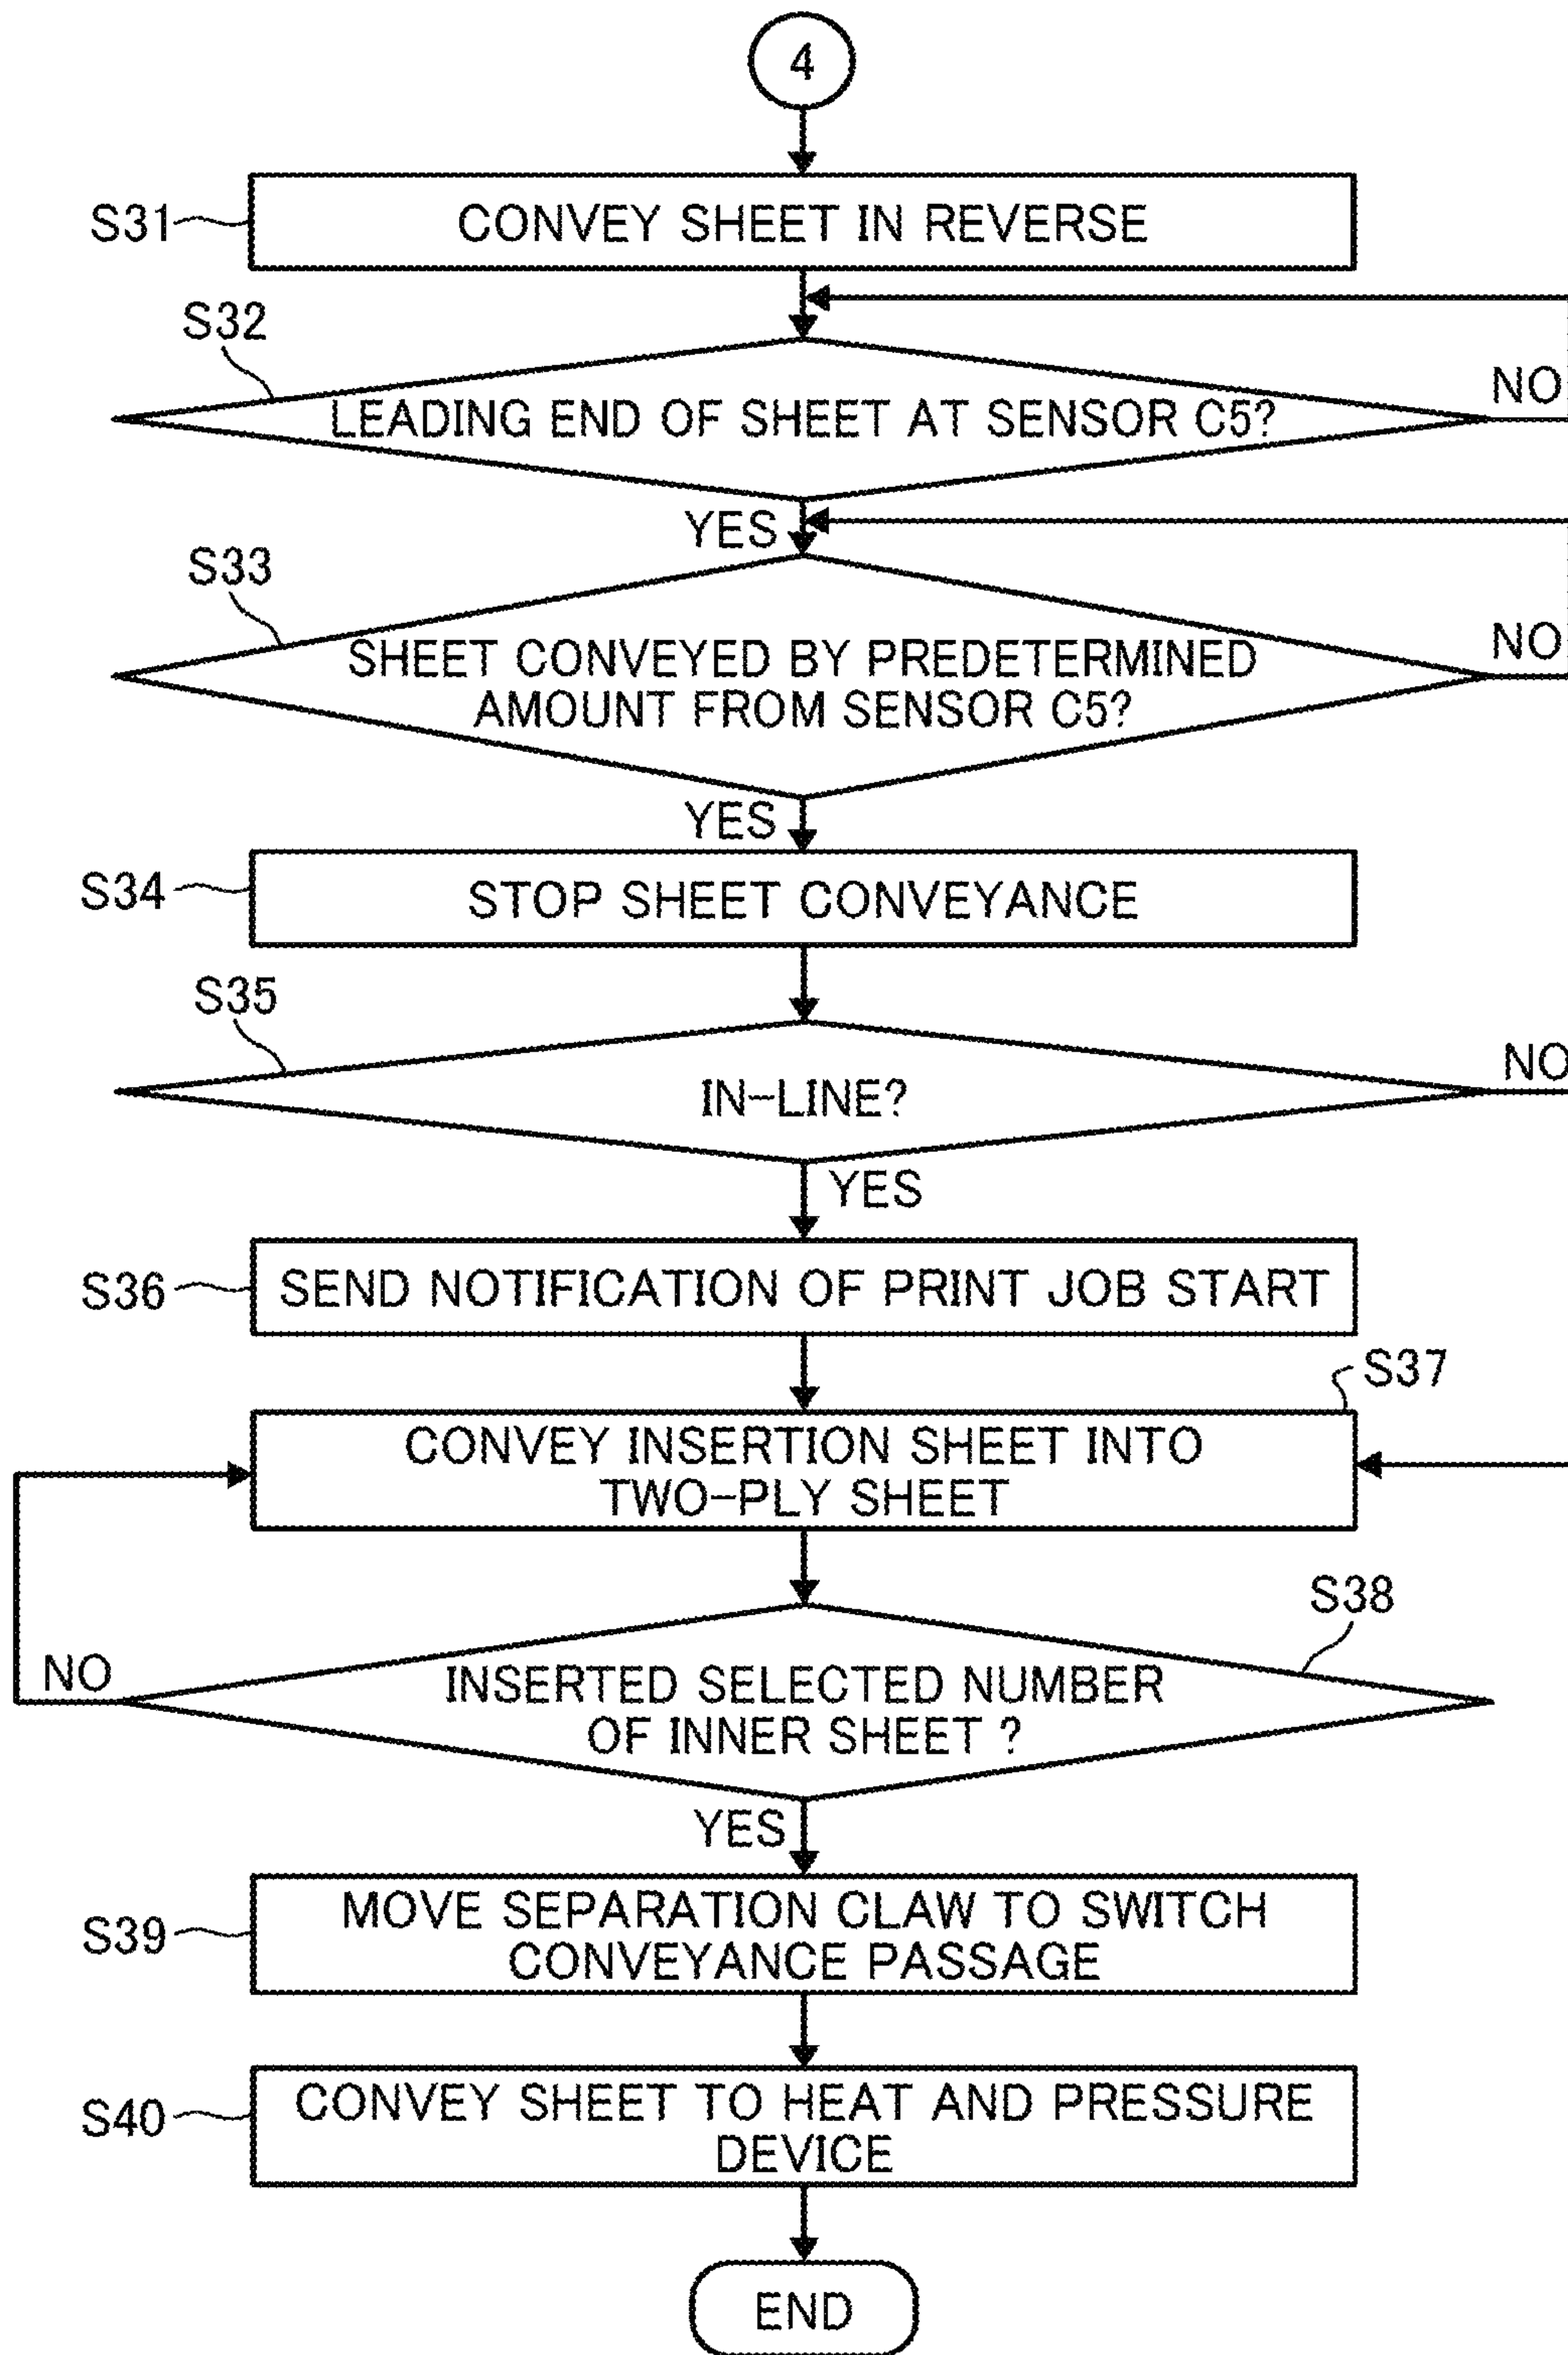 4
S31
CONVEY SHEET IN REVERSE
S32
LEADING END OF SHEET AT SENSOR C5?
NO
YES
S33
SHEET CONVEYED BY PREDETERMINED
AMOUNT FROM SENSOR C5?
NO
YES
S34
STOP SHEET CONVEYANCE
S35
IN-LINE?
NO
YES
S36
SEND NOTIFICATION OF PRINT JOB START
S37
CONVEY INSERTION SHEET INTO
TWO-PLY SHEET
S38
INSERTED SELECTED NUMBER
OF INNER SHEET ?
NO
YES
S39
MOVE SEPARATION CLAW TO SWITCH
CONVEYANCE PASSAGE
S40
CONVEY SHEET TO HEAT AND PRESSURE
DEVICE
END